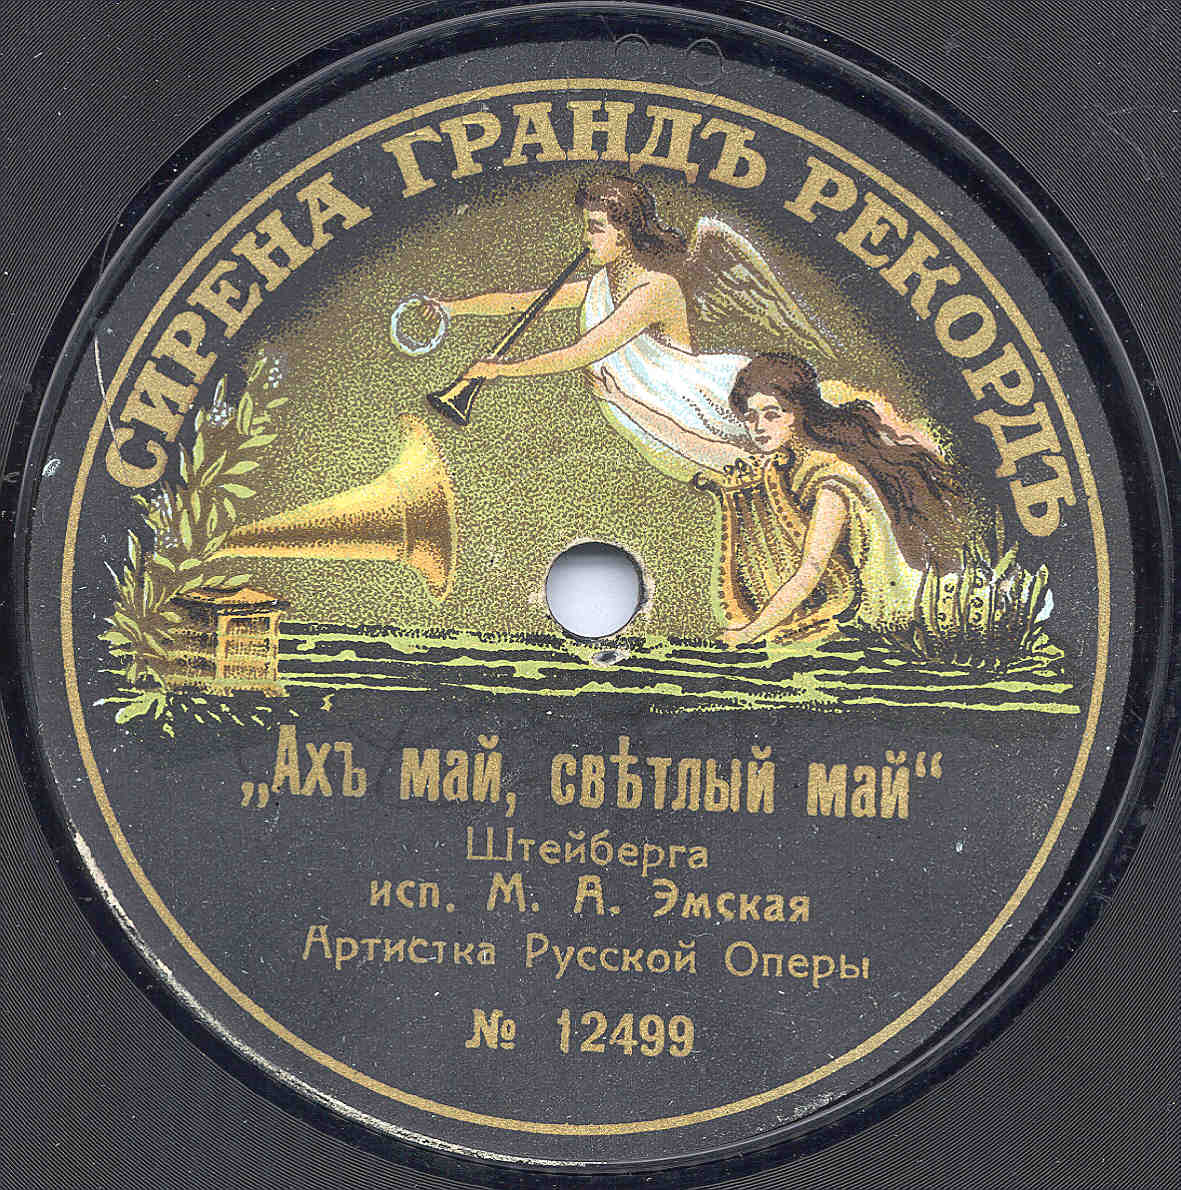 СИРЕНА ГРАНДЪ РЕКОРДЪ
„Ахъ май, свѣтлый май“
Штейберга
исп. М. А. Эмская
Артистка Русской Оперы
№ 12499